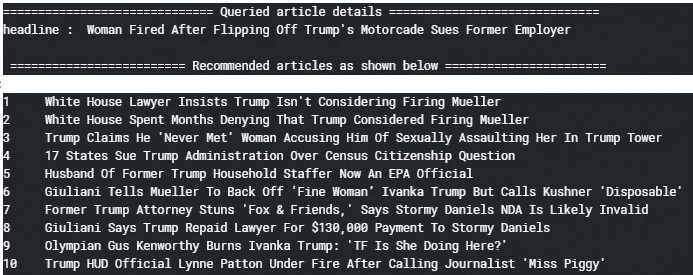 ============================== Queried article details ==============================
headline :  Woman Fired After Flipping Off Trump's Motorcade Sues Former Employer
========================= Recommended articles as shown below =======================
:
1 White House Lawyer Insists Trump Isn't Considering Firing Mueller
2 White House Spent Months Denying That Trump Considered Firing Mueller
3 Trump Claims He 'Never Met' Woman Accusing Him Of Sexually Assaulting Her In Trump Tower
4 17 States Sue Trump Administration Over Census Citizenship Question
5 Husband Of Former Trump Household Staffer Now An EPA Official
6 Giuliani Tells Mueller To Back Off ‘Fine Woman’ Ivanka Trump But Calls Kushner 'Disposable'
7 Former Trump Attorney Stuns 'Fox & Friends,' Says Stormy Daniels NDA Is Likely Invalid
8 Giuliani Says Trump Repaid Lawyer For $130,000 Payment To Stormy Daniels
9 Olympian Gus Kenworthy Burns Ivanka Trump: 'TF Is She Doing Here?'
10 Trump HUD Official Lynne Patton Under Fire After Calling Journalist 'Miss Piggy'